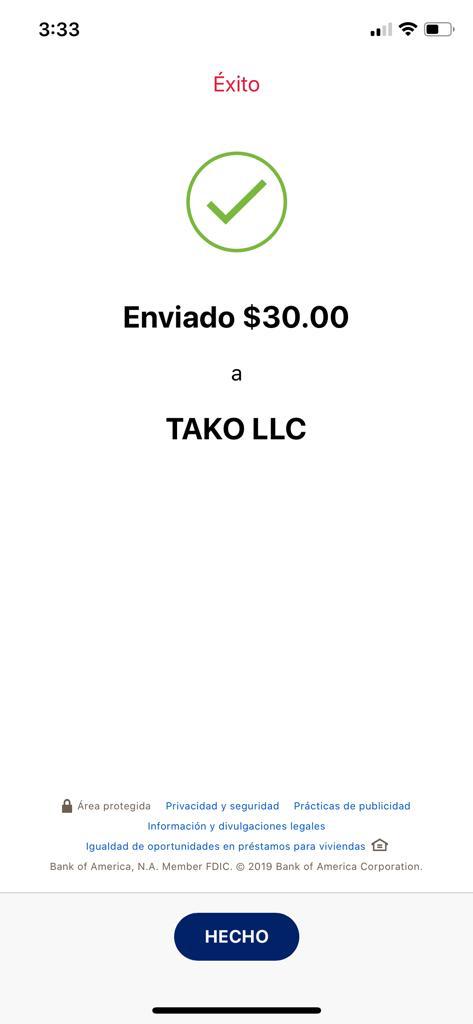 3:33
Éxito
Enviado $30.00
a
TAKO LLC
Área protegida Privacidad y seguridad Prácticas de publicidad
Información y divulgaciones legales
Igualdad de oportunidades en préstamos para viviendas
Bank of America, N.A. Member FDIC. © 2019 Bank of America Corporation.
HECHO